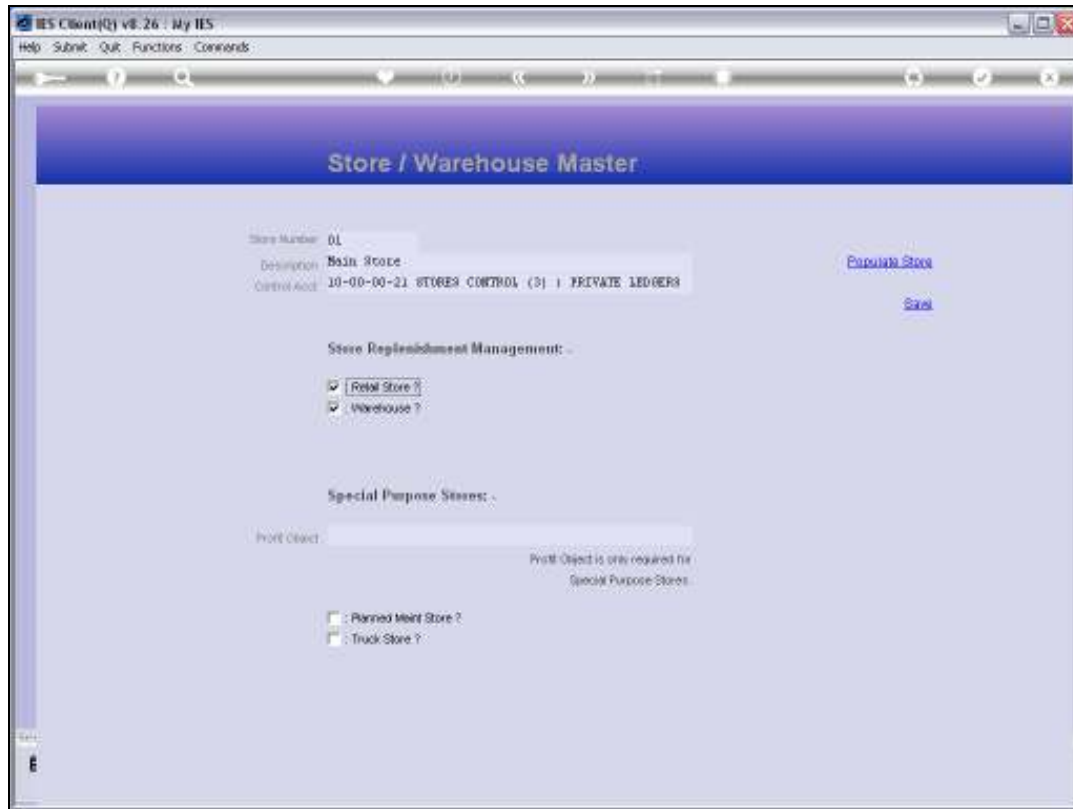 IES Client(Q) v8.26 : My IES
Help Submit Quit Functions Commands
Store / Warehouse Master
Store Number 01
Description Main Store
Control Acct 10-00-00-21 STORES CONTROL (3) : PRIVATE LEDGERS
Populate Store
Save
Store Replenishment Management: -
: Retail Store ?
: Warehouse ?
Special Purpose Stores: -
Profit Object
Profit Object is only required for
Special Purpose Stores.
: Planned Maint Store ?
: Truck Store ?